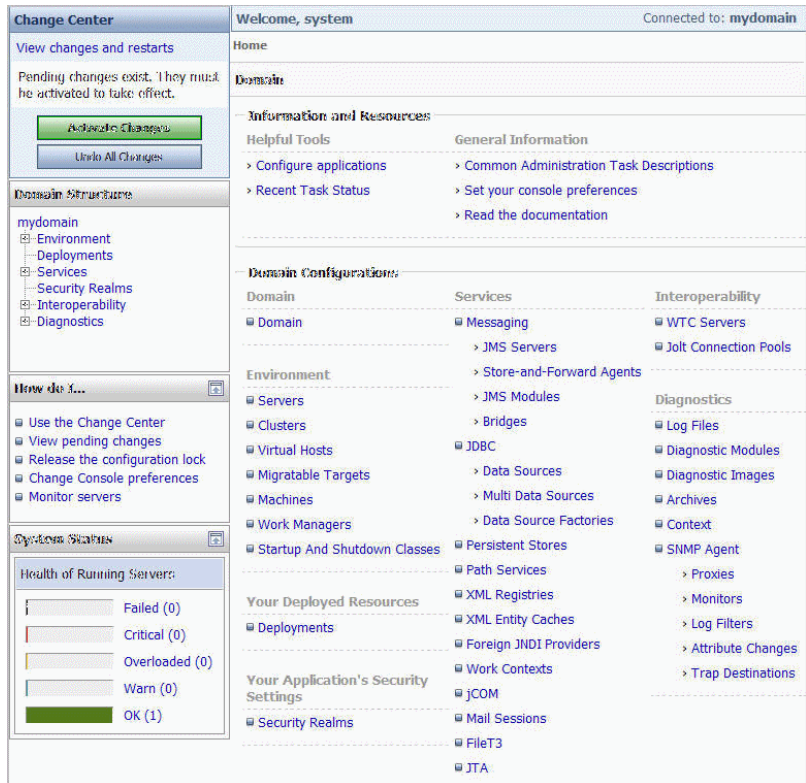 Change Center
View changes and restarts
Pending changes exist. They must
be activated to take effect.
Activate Changes
Undo All Changes
Domain Structure
mydomain
Environment
Deployments
Services
Security Realms
Interoperability
Diagnostics
How do I...
Use the Change Center
View pending changes
Release the configuration lock
Change Console preferences
Monitor servers
System Status
Health of Running Servers
Failed (0)
Critical (0)
Overloaded (0)
Warn (0)
OK (1)
Welcome, system
Connected to: mydomain
Home
Domain
Information and Resources
Helpful Tools
› Configure applications
› Recent Task Status
General Information
› Common Administration Task Descriptions
› Set your console preferences
› Read the documentation
Domain Configurations
Domain
Domain
Environment
Servers
Clusters
Virtual Hosts
Migratable Targets
Machines
Work Managers
Startup And Shutdown Classes
Your Deployed Resources
Deployments
Your Application's Security
Settings
Security Realms
Services
Messaging
› JMS Servers
› Store-and-Forward Agents
› JMS Modules
› Bridges
JDBC
› Data Sources
› Multi Data Sources
› Data Source Factories
Persistent Stores
Path Services
XML Registries
XML Entity Caches
Foreign JNDI Providers
Work Contexts
jCOM
Mail Sessions
FileT3
JTA
Interoperability
WTC Servers
Jolt Connection Pools
Diagnostics
Log Files
Diagnostic Modules
Diagnostic Images
Archives
Context
SNMP Agent
› Proxies
› Monitors
› Log Filters
› Attribute Changes
› Trap Destinations